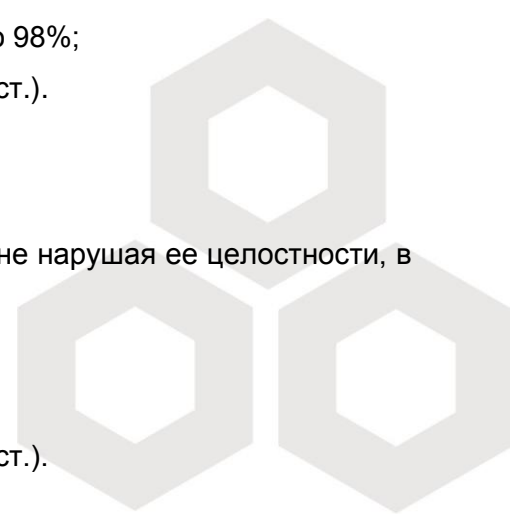 о 98%;
ст.).
не нарушая ее целостности, в
ст.).